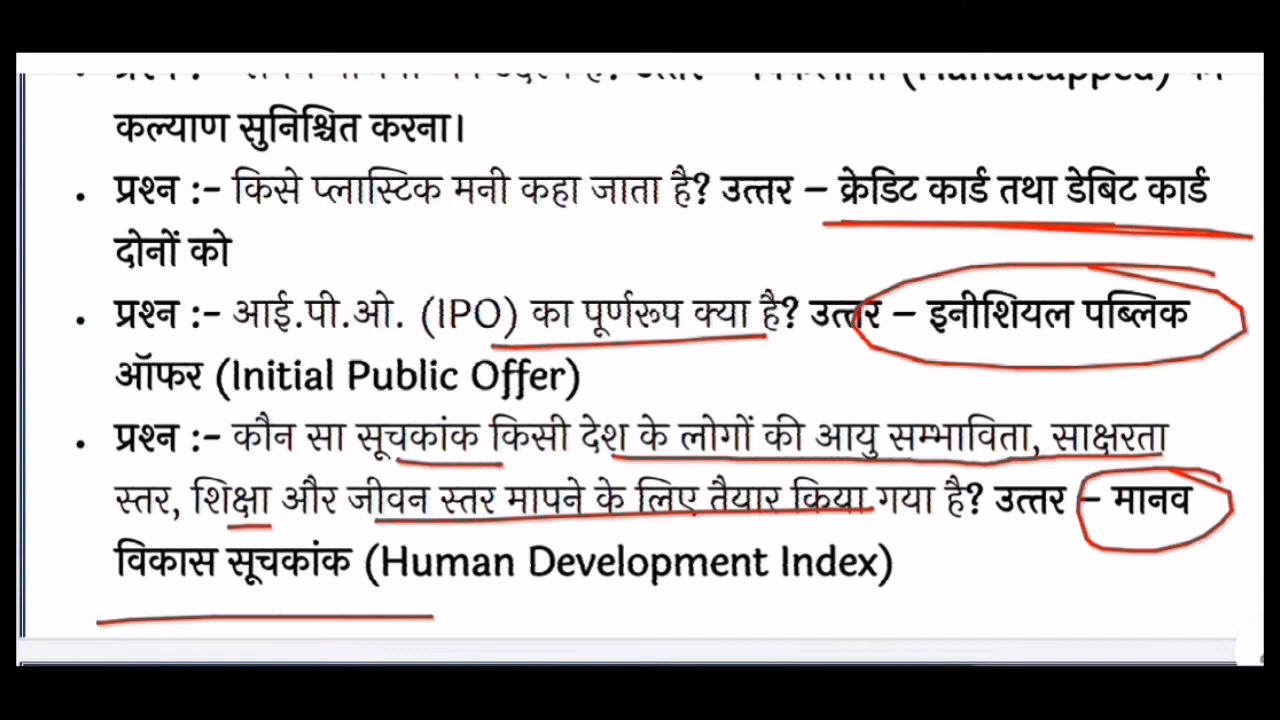 (Handicapped)
कल्याण सुनिश्चित करना।
• प्रश्न :- किसे प्लास्टिक मनी कहा जाता है? उत्तर – क्रेडिट कार्ड तथा डेबिट कार्ड
दोनों को
• प्रश्न :- आई.पी.ओ. (IPO) का पूर्णरूप क्या है? उत्तर – इनीशियल पब्लिक
ऑफर (Initial Public Offer)
• प्रश्न :- कौन सा सूचकांक किसी देश के लोगों की आयु सम्भाविता, साक्षरता
स्तर, शिक्षा और जीवन स्तर मापने के लिए तैयार किया गया है? उत्तर – मानव
विकास सूचकांक (Human Development Index)